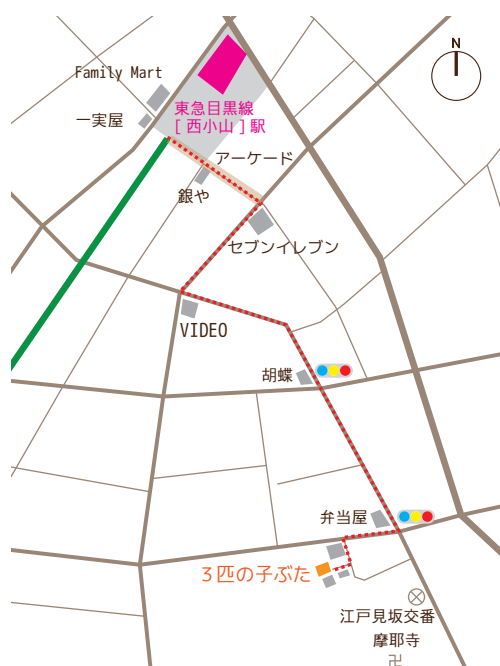 N
Family Mart
東急目黒線
[ 西小山 ] 駅
一実屋
アーケード
銀や
セブンイレブン
VIDEO
胡蝶
弁当屋
３匹の子ぶた
江戸見坂交番
摩耶寺
卍